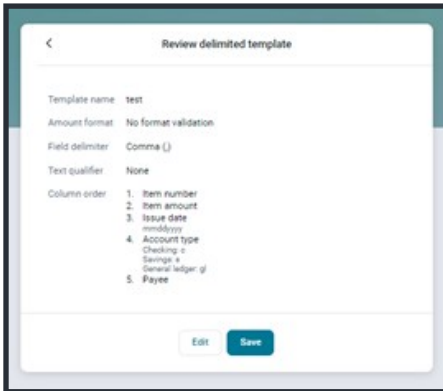 Review delimited template
Template name test
Amount format No format validation
Field delimiter Comma (,)
Text qualifier None
Column order 1. Item number
2. Item amount
3. Issue date
mmddyyyy
4. Account type
Checking: c
Savings: s
General ledger: gl
5. Payee
Edit Save